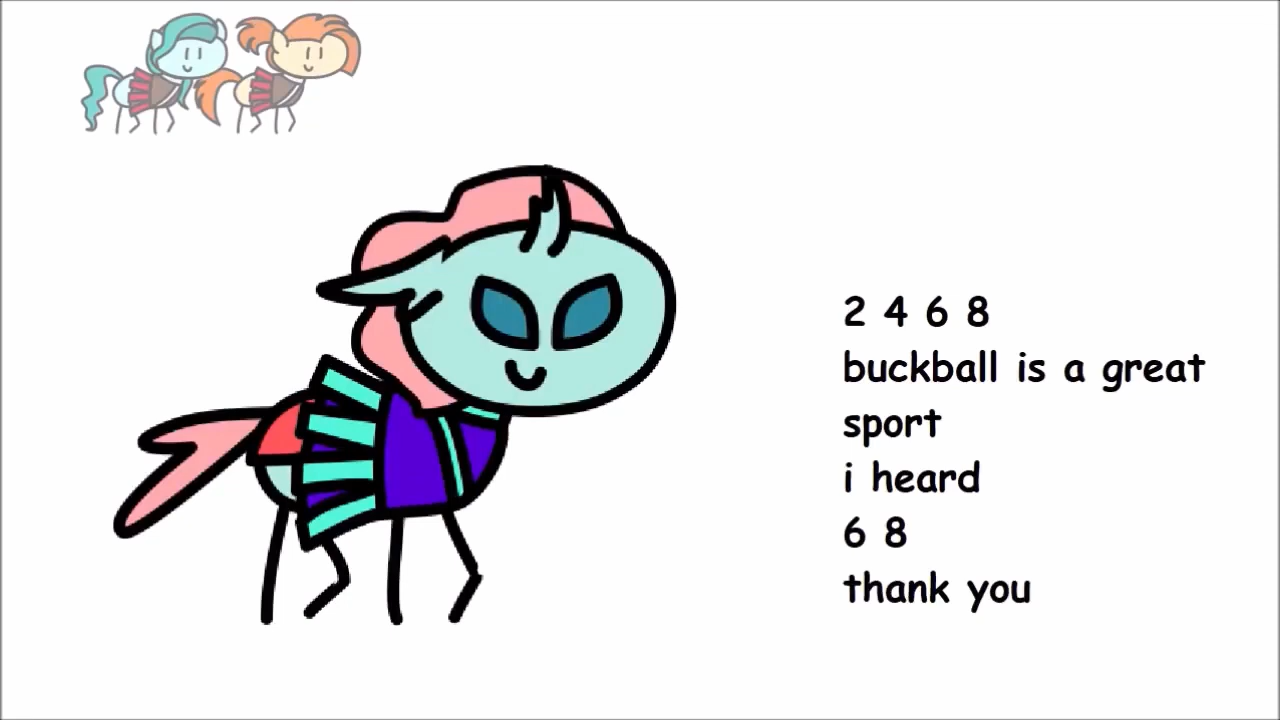 2 4 6 8
buckball is a great
sport
i heard
6 8
thank you